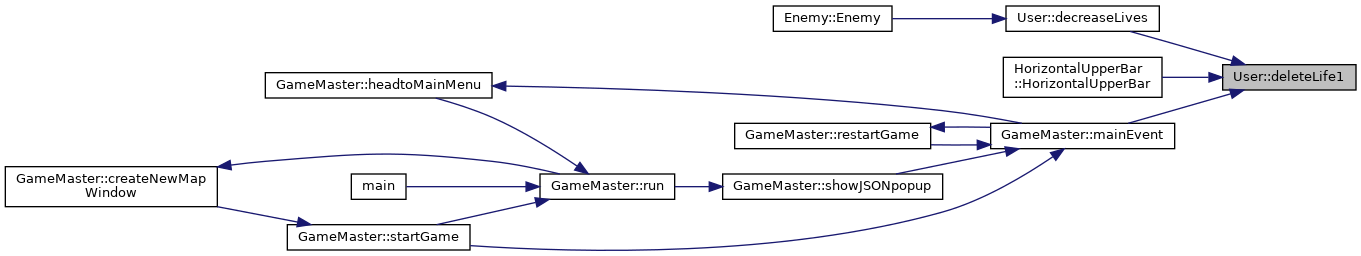 Enemy::Enemy
User::decreaseLives
User::deleteLife1
HorizontalUpperBar
::HorizontalUpperBar
GameMaster::headtoMainMenu
GameMaster::restartGame
GameMaster::mainEvent
GameMaster::createNewMap
Window
main
GameMaster::run
GameMaster::showJSONpopup
GameMaster::startGame